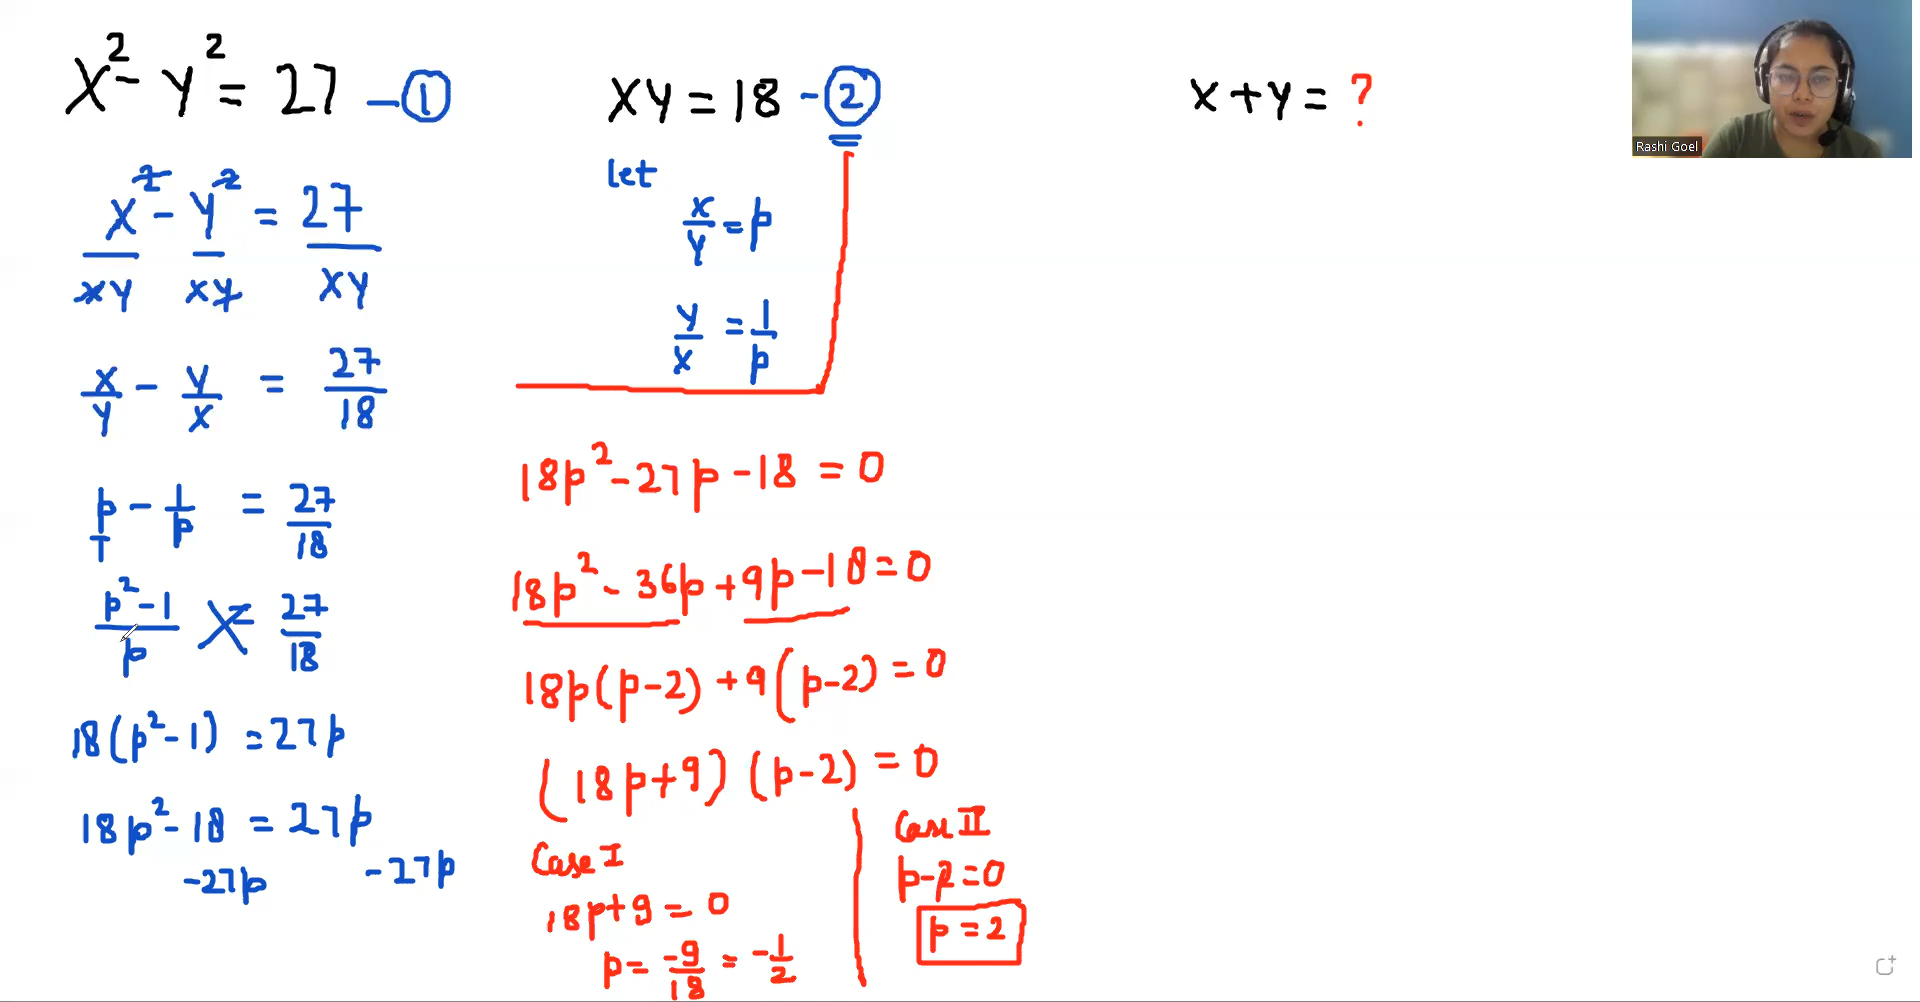 x² - y² = 27 - ①
xy = 18 - ②
x + y = ?
Rashi Goel
x²/xy - y²/xy = 27/xy
x/y - y/x = 27/18
p/1 - 1/p = 27/18
p² - 1/p = 27/18
18(p² - 1) = 27p
18p² - 18 = 27p
-27p -27p
let
x/y = p
y/x = 1/p
18p² - 27p - 18 = 0
18p² - 36p + 9p - 18 = 0
18p(p - 2) + 9(p - 2) = 0
(18p + 9) (p - 2) = 0
Case I
18p + 9 = 0
p = -9/18 = -1/2
Case II
p - 2 = 0
p = 2